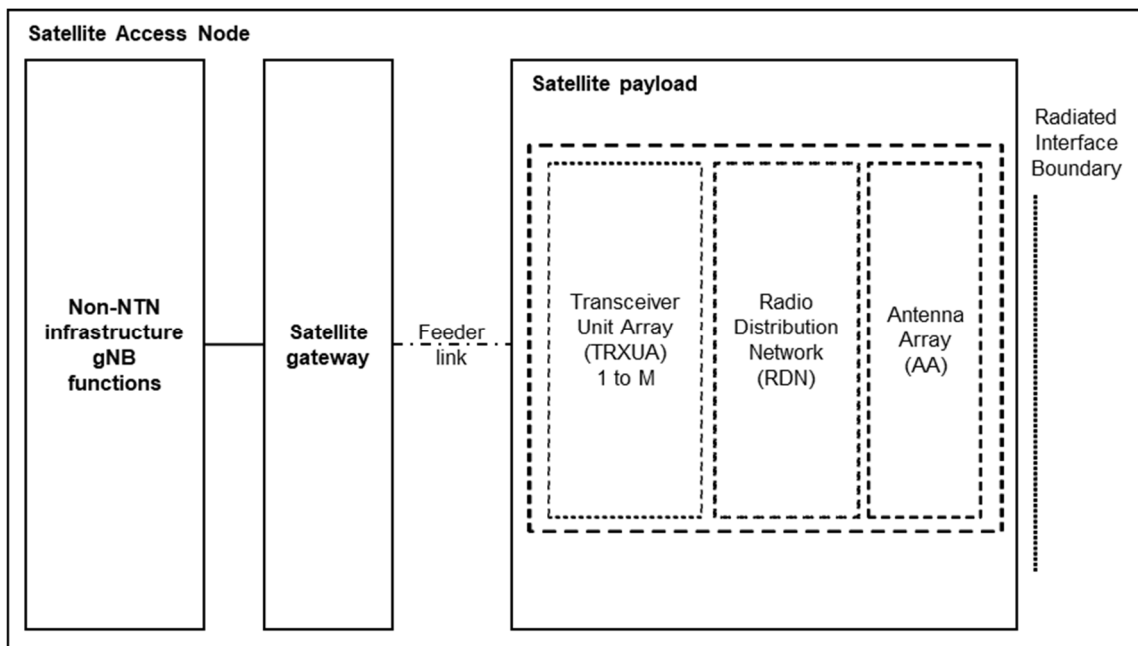 Satellite Access Node
Non-NTN
infrastructure
gNB
functions
Satellite
gateway
Feeder
link
Satellite payload
Transceiver
Unit Array
(TRXUA)
1 to M
Radio
Distribution
Network
(RDN)
Antenna
Array
(AA)
Radiated
Interface
Boundary